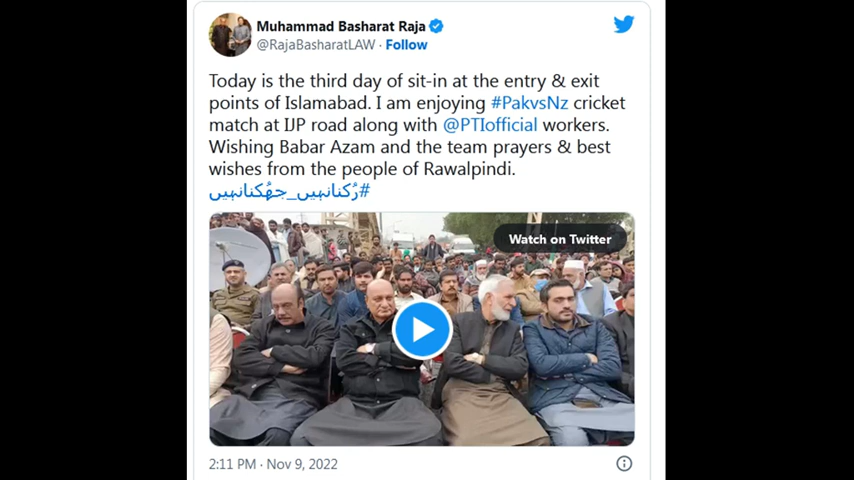 Muhammad Basharat Raja
@RajaBasharatLAW · Follow
Today is the third day of sit-in at the entry & exit
points of Islamabad. I am enjoying #PakvsNz cricket
match at IJP road along with @PTIofficial workers.
Wishing Babar Azam and the team prayers & best
wishes from the people of Rawalpindi.
#رُکنانہیں_جھُکنانہیں
Watch on Twitter
2:11 PM · Nov 9, 2022